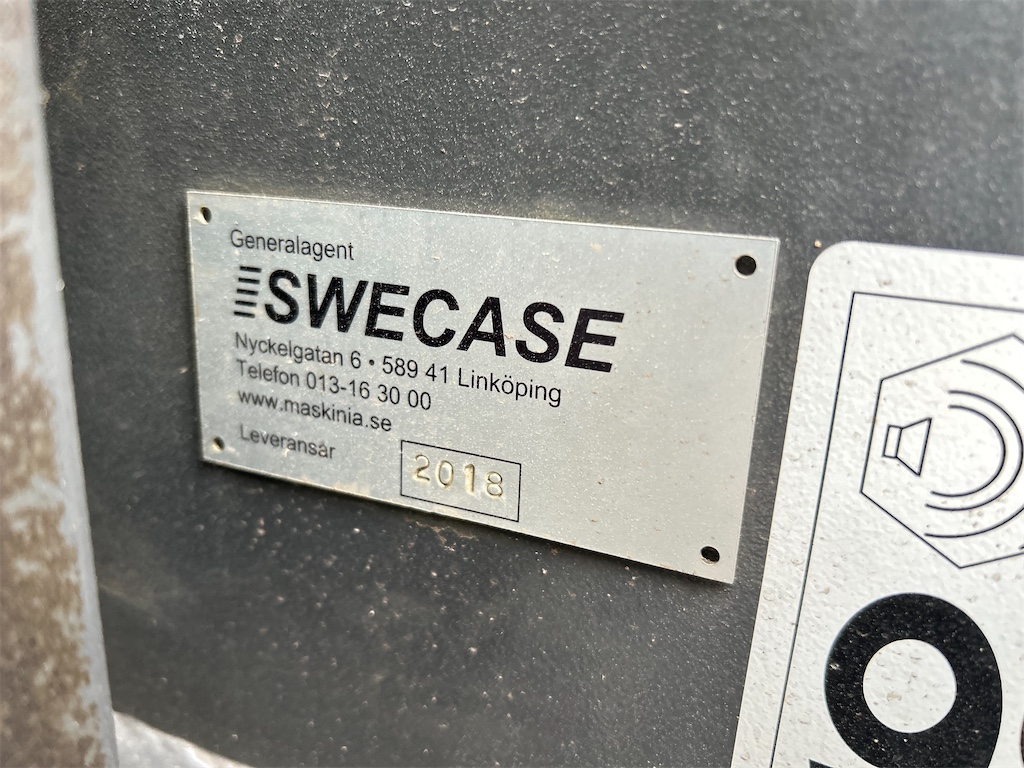 Generalagent
SWECASE
Nyckelgatan 6 • 589 41 Linköping
Telefon 013-16 30 00
www.maskinia.se
Leveransår 2018